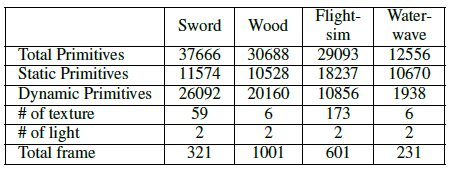 Sword Wood Flight-sim Water-wave
Total Primitives 37666 30688 29093 12556
Static Primitives 11574 10528 18237 10670
Dynamic Primitives 26092 20160 10856 1938
# of texture 59 6 173 6
# of light 2 2 2 2
Total frame 321 1001 601 231